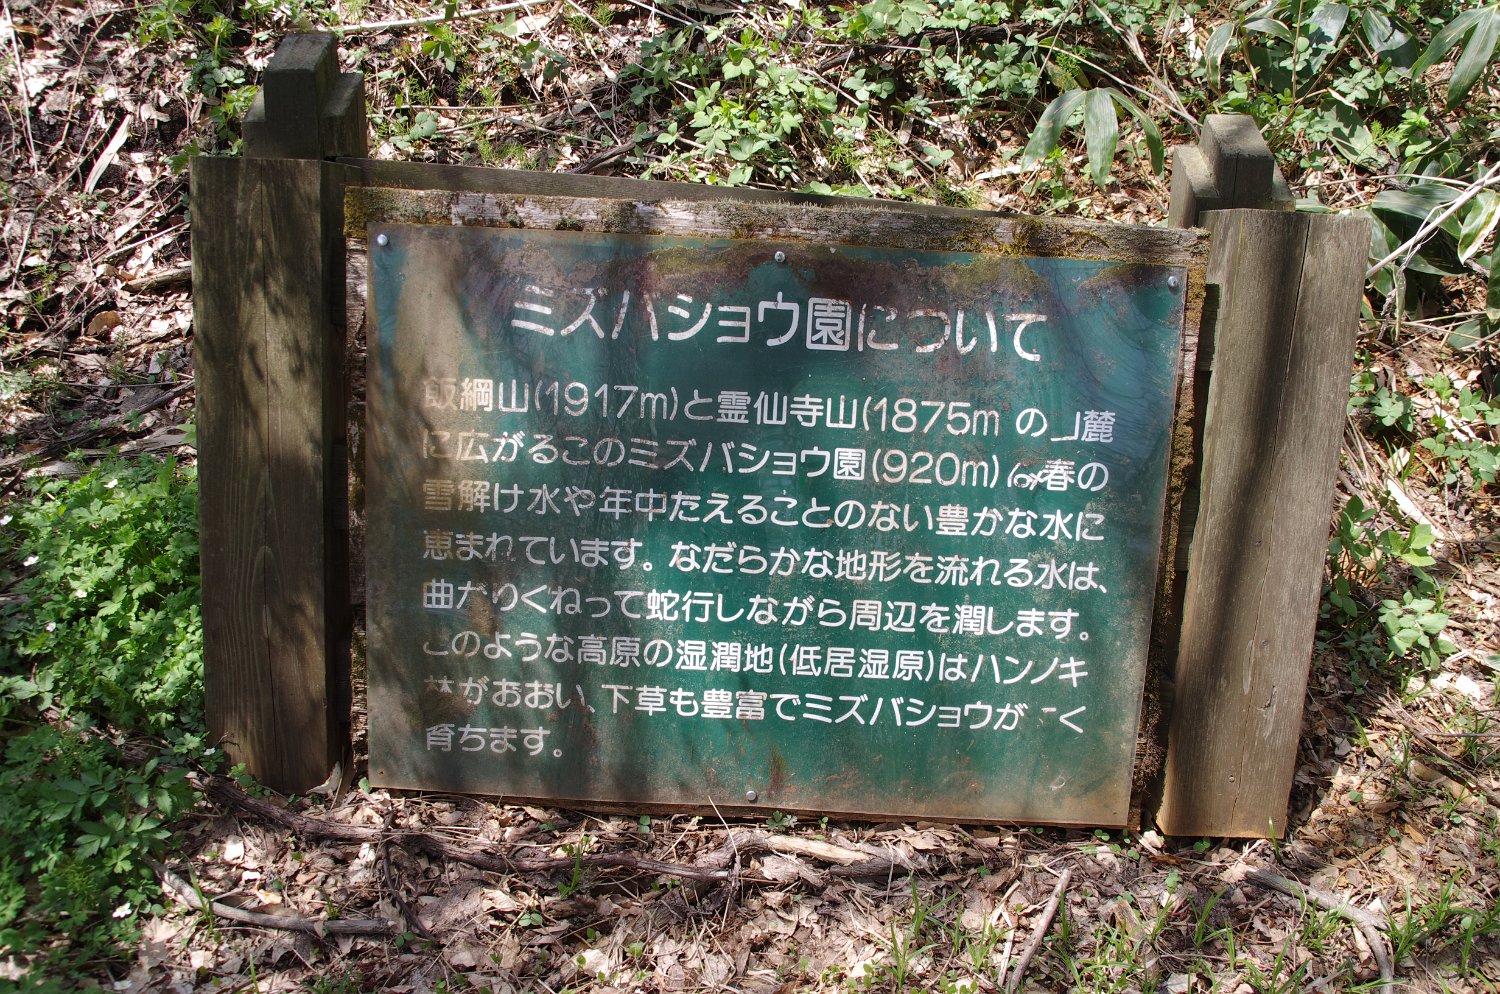 ミズバショウ園について
飯綱山(1917m)と霊仙寺山(1875m の山麓
に広がるこのミズバショウ園(920m)は春の
雪解け水や年中たえることのない豊かな水に
恵まれています。なだらかな地形を流れる水は、
曲がりくねって蛇行しながら周辺を潤します。
このような高原の湿潤地(低居湿原)はハンノキ
林がおおい、下草も豊富でミズバショウが く
育ちます。